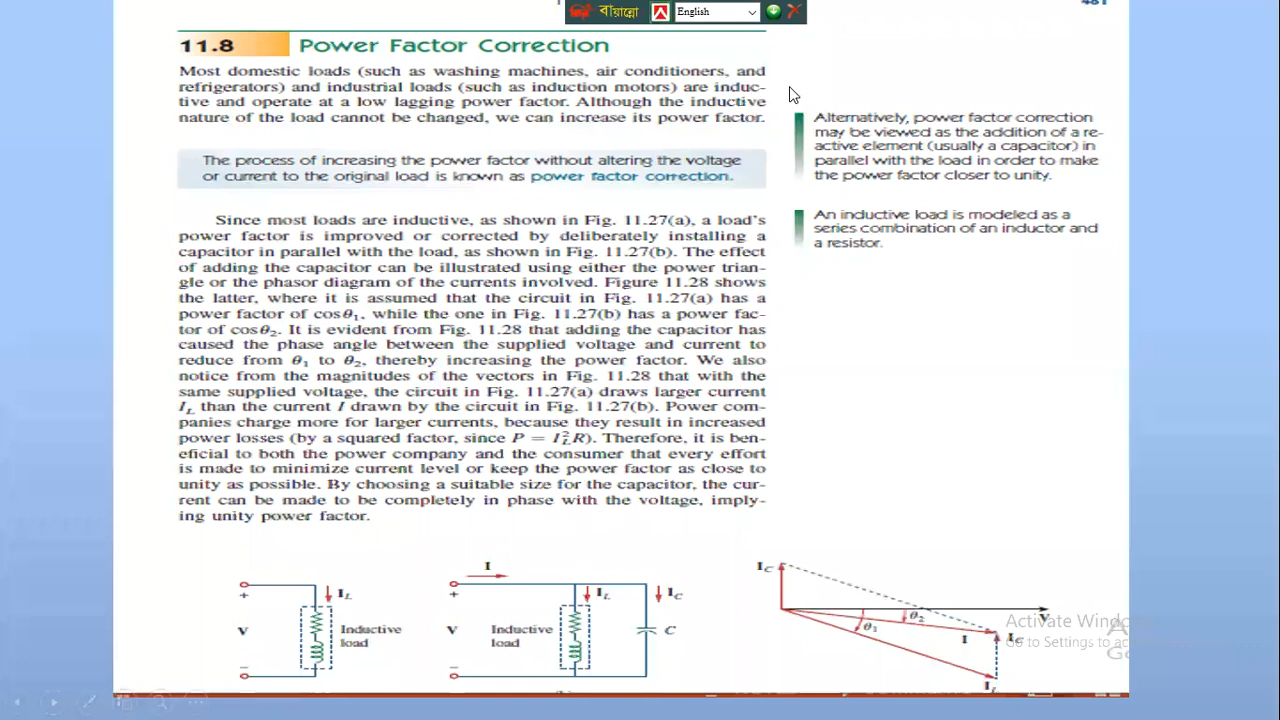 481
বায়ান্নো
English
11.8 Power Factor Correction
Most domestic loads (such as washing machines, air conditioners, and
refrigerators) and industrial loads (such as induction motors) are induc-
tive and operate at a low lagging power factor. Although the inductive
nature of the load cannot be changed, we can increase its power factor.
The process of increasing the power factor without altering the voltage
or current to the original load is known as power factor correction.
Since most loads are inductive, as shown in Fig. 11.27(a), a load's
power factor is improved or corrected by deliberately installing a
capacitor in parallel with the load, as shown in Fig. 11.27(b). The effect
of adding the capacitor can be illustrated using either the power trian-
gle or the phasor diagram of the currents involved. Figure 11.28 shows
the latter, where it is assumed that the circuit in Fig. 11.27(a) has a
power factor of cosθ₁, while the one in Fig. 11.27(b) has a power fac-
tor of cosθ₂. It is evident from Fig. 11.28 that adding the capacitor has
caused the phase angle between the supplied voltage and current to
reduce from θ₁ to θ₂, thereby increasing the power factor. We also
notice from the magnitudes of the vectors in Fig. 11.28 that with the
same supplied voltage, the circuit in Fig. 11.27(a) draws larger current
I_L than the current I drawn by the circuit in Fig. 11.27(b). Power com-
panies charge more for larger currents, because they result in increased
power losses (by a squared factor, since P = I_L²R). Therefore, it is ben-
eficial to both the power company and the consumer that every effort
is made to minimize current level or keep the power factor as close to
unity as possible. By choosing a suitable size for the capacitor, the cur-
rent can be made to be completely in phase with the voltage, imply-
ing unity power factor.
Alternatively, power factor correction
may be viewed as the addition of a re-
active element (usually a capacitor) in
parallel with the load in order to make
the power factor closer to unity.
An inductive load is modeled as a
series combination of an inductor and
a resistor.
+
I_L
V
Inductive
load
−
I
+
I_L
I_C
V
Inductive
load
C
−
I_C
θ₁
θ₂
V
I
I_C
I_L
Activate Windows
Go to Settings to